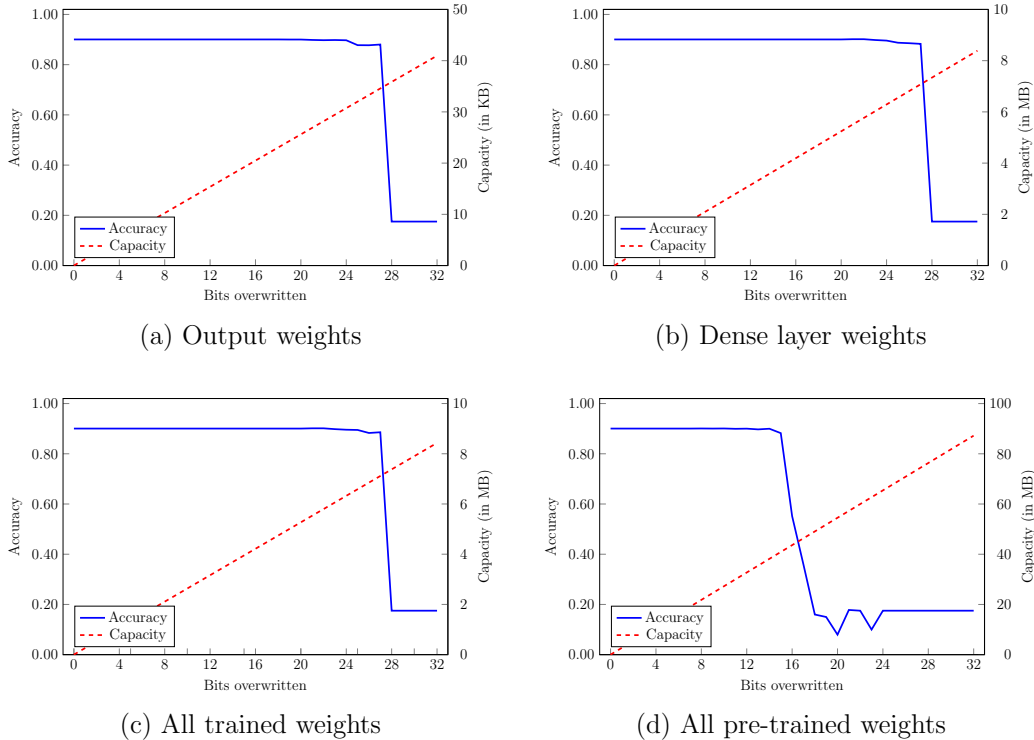 1.00
0.80
0.60
0.40
0.20
0.00
Accuracy
50
40
30
20
10
0
Capacity (in KB)
Accuracy
Capacity
0 4 8 12 16 20 24 28 32
Bits overwritten
(a) Output weights
1.00
0.80
0.60
0.40
0.20
0.00
Accuracy
10
8
6
4
2
0
Capacity (in MB)
Accuracy
Capacity
0 4 8 12 16 20 24 28 32
Bits overwritten
(b) Dense layer weights
1.00
0.80
0.60
0.40
0.20
0.00
Accuracy
10
8
6
4
2
0
Capacity (in MB)
Accuracy
Capacity
0 4 8 12 16 20 24 28 32
Bits overwritten
(c) All trained weights
1.00
0.80
0.60
0.40
0.20
0.00
Accuracy
100
80
60
40
20
0
Capacity (in MB)
Accuracy
Capacity
0 4 8 12 16 20 24 28 32
Bits overwritten
(d) All pre-trained weights